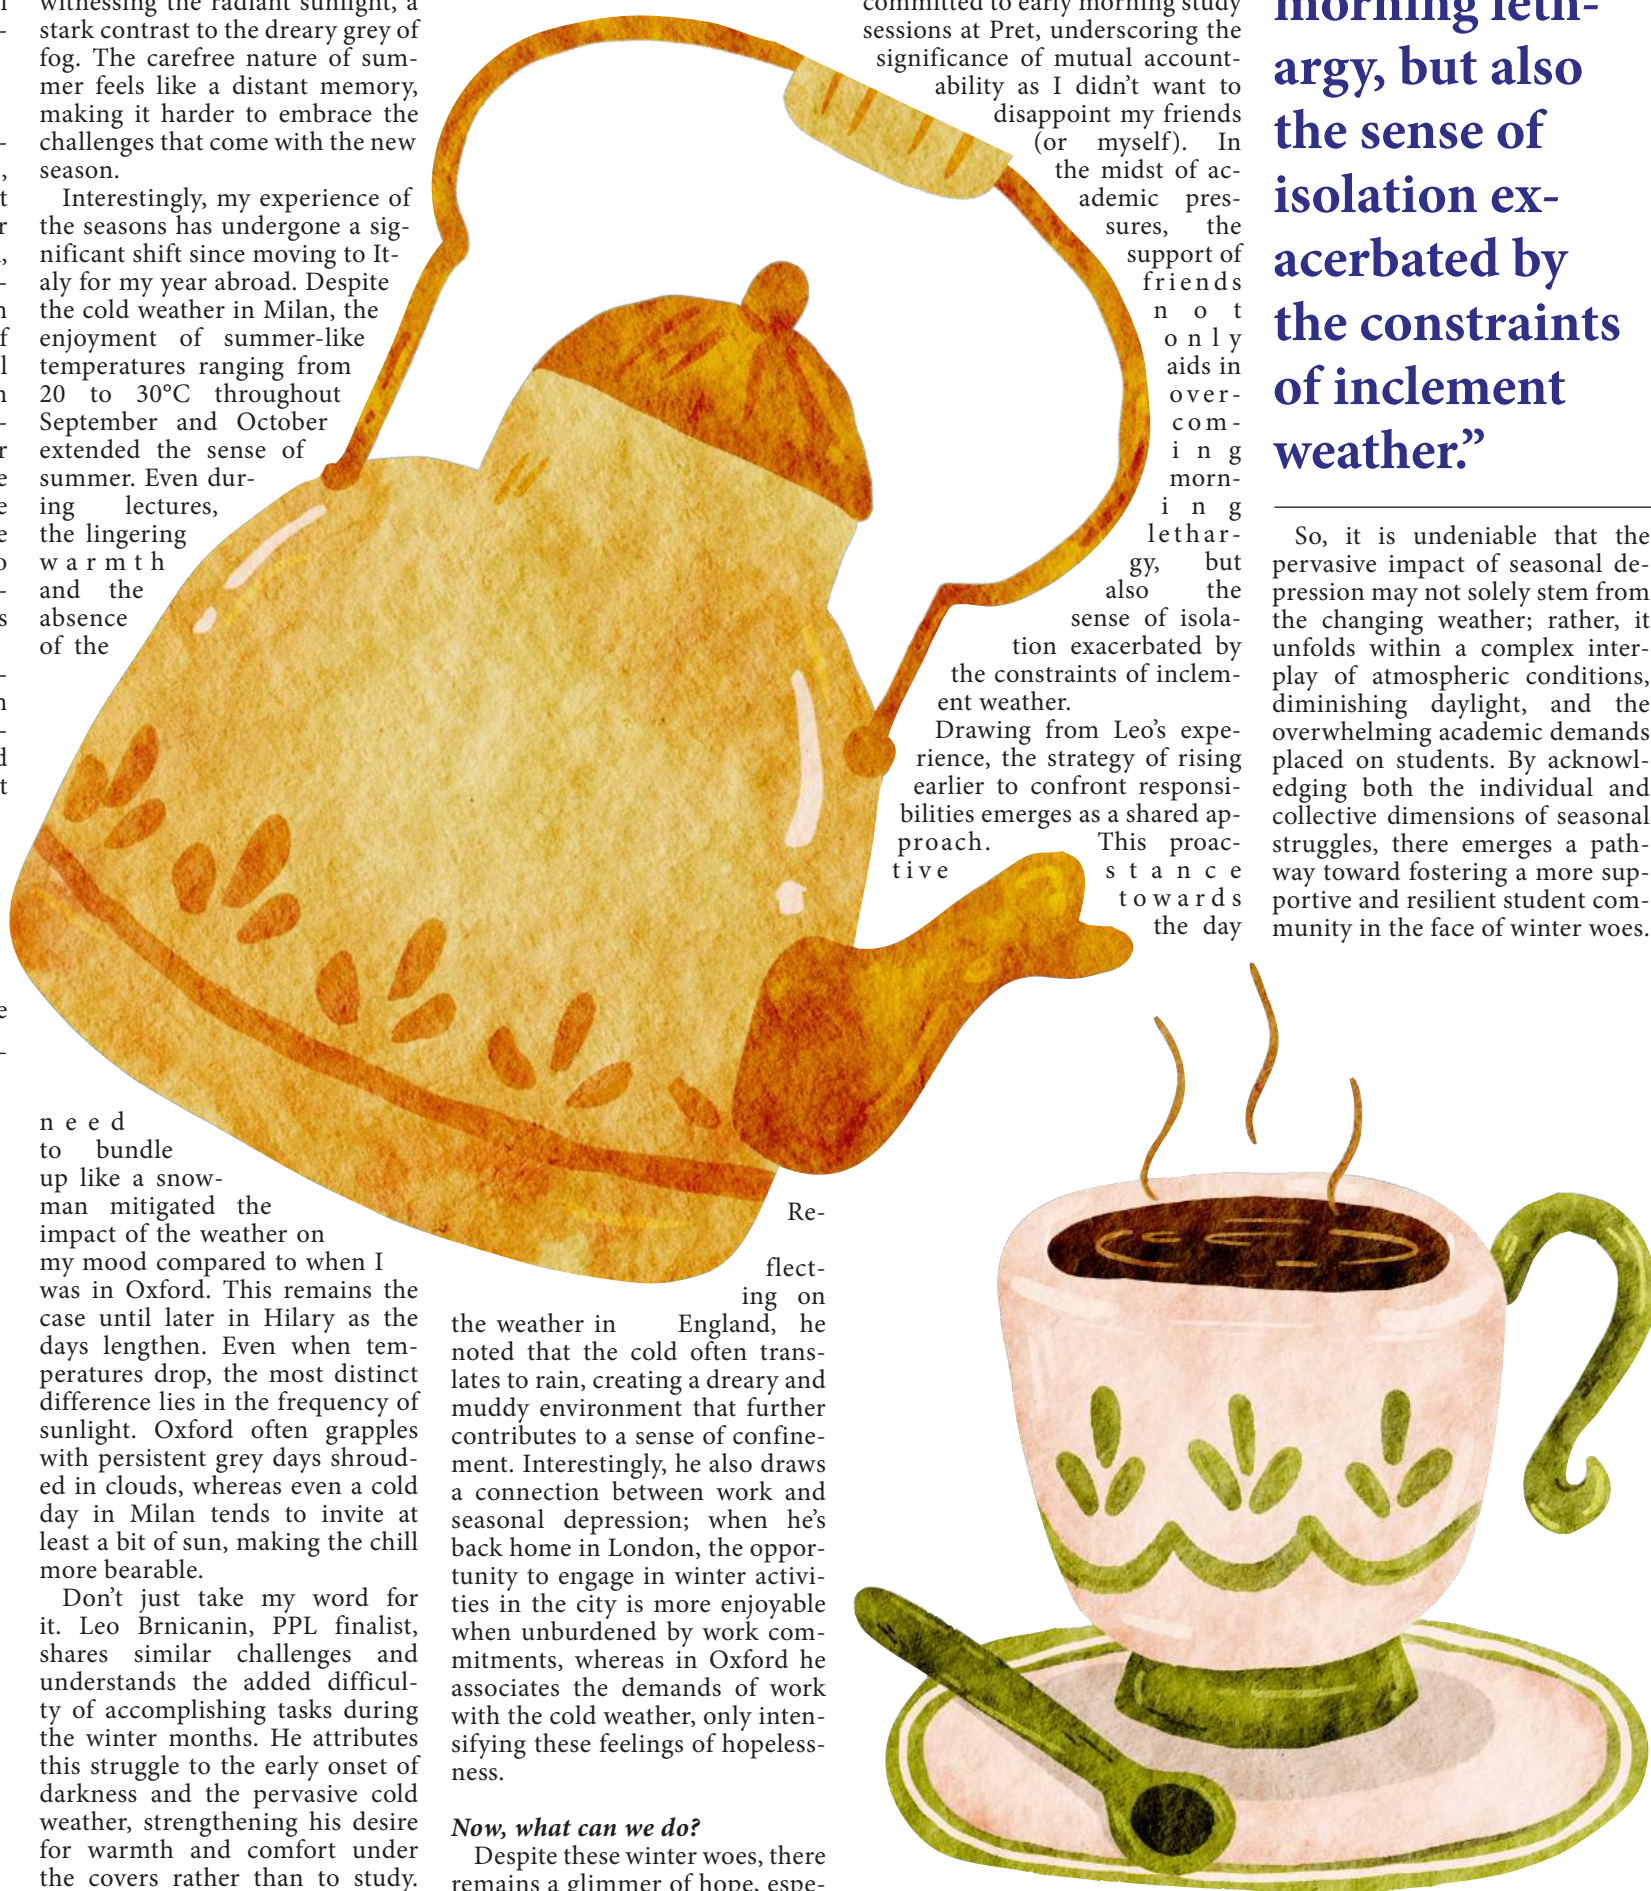 witnessing the radiant sunlight, a
stark contrast to the dreary grey of
fog. The carefree nature of sum-
mer feels like a distant memory,
making it harder to embrace the
challenges that come with the new
season.
Interestingly, my experience of
the seasons has undergone a sig-
nificant shift since moving to It-
aly for my year abroad. Despite
the cold weather in Milan, the
enjoyment of summer-like
temperatures ranging from
20 to 30°C throughout
September and October
extended the sense of
summer. Even dur-
ing lectures,
the lingering
warmth
and the
absence
of the
need
to bundle
up like a snow-
man mitigated the
impact of the weather on
my mood compared to when I
was in Oxford. This remains the
case until later in Hilary as the
days lengthen. Even when tem-
peratures drop, the most distinct
difference lies in the frequency of
sunlight. Oxford often grapples
with persistent grey days shroud-
ed in clouds, whereas even a cold
day in Milan tends to invite at
least a bit of sun, making the chill
more bearable.
Don't just take my word for
it. Leo Brnicanin, PPL finalist,
shares similar challenges and
understands the added difficul-
ty of accomplishing tasks during
the winter months. He attributes
this struggle to the early onset of
darkness and the pervasive cold
weather, strengthening his desire
for warmth and comfort under
the covers rather than to study.
Re-
flect-
ing on
the weather in England, he
noted that the cold often trans-
lates to rain, creating a dreary and
muddy environment that further
contributes to a sense of confine-
ment. Interestingly, he also draws
a connection between work and
seasonal depression; when he's
back home in London, the oppor-
tunity to engage in winter activi-
ties in the city is more enjoyable
when unburdened by work com-
mitments, whereas in Oxford he
associates the demands of work
with the cold weather, only inten-
sifying these feelings of hopeless-
ness.
Now, what can we do?
Despite these winter woes, there
remains a glimmer of hope, espe-
committed to early morning study
sessions at Pret, underscoring the
significance of mutual account-
ability as I didn't want to
disappoint my friends
(or myself). In
the midst of ac-
ademic pres-
sures, the
support of
friends
not
only
aids in
over-
com-
ing
morn-
ing
lethar-
gy, but
also the
sense of isola-
tion exacerbated by
the constraints of inclem-
ent weather.
Drawing from Leo's expe-
rience, the strategy of rising
earlier to confront responsi-
bilities emerges as a shared ap-
proach. This proac-
tive stance
towards
the day
morning leth-
argy, but also
the sense of
isolation ex-
acerbated by
the constraints
of inclement
weather.”
So, it is undeniable that the
pervasive impact of seasonal de-
pression may not solely stem from
the changing weather; rather, it
unfolds within a complex inter-
play of atmospheric conditions,
diminishing daylight, and the
overwhelming academic demands
placed on students. By acknowl-
edging both the individual and
collective dimensions of seasonal
struggles, there emerges a path-
way toward fostering a more sup-
portive and resilient student com-
munity in the face of winter woes.